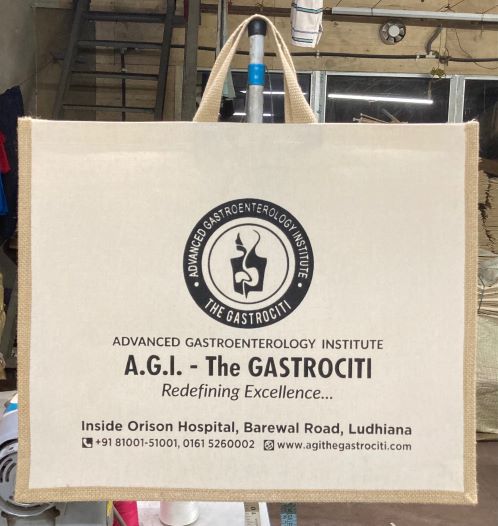 • ADVANCED GASTROENTEROLOGY INSTITUTE •
THE GASTROCITI
ADVANCED GASTROENTEROLOGY INSTITUTE
A.G.I. - The GASTROCITI
Redefining Excellence...
Inside Orison Hospital, Barewal Road, Ludhiana
+91 81001-51001, 0161 5260002 www.agithegastrociti.com